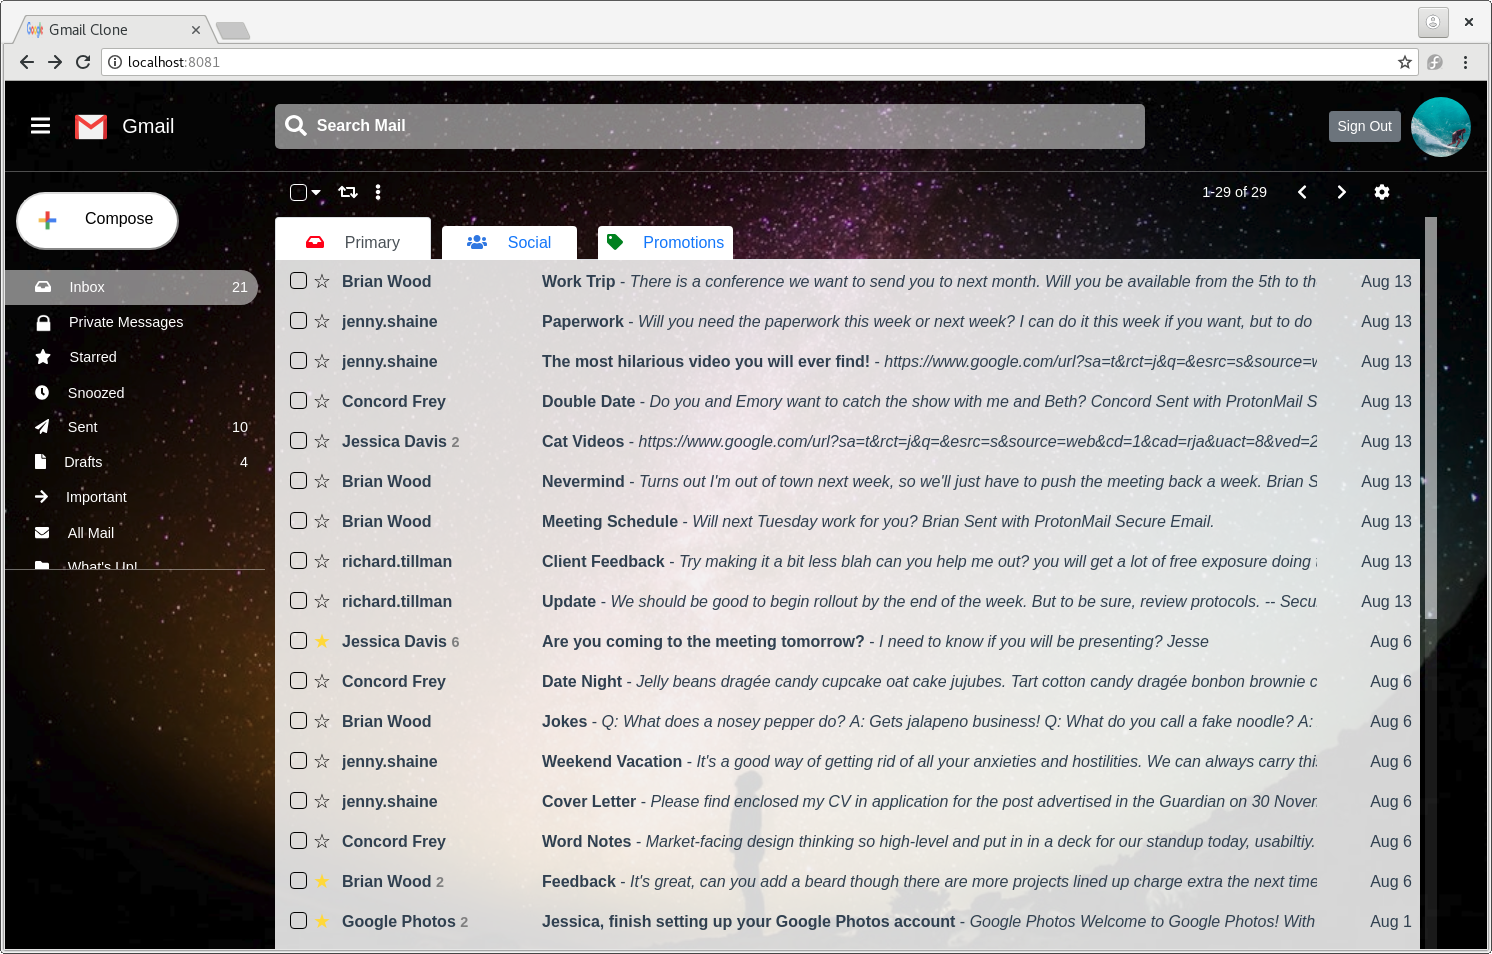 Gmail Clone
localhost:8081
Gmail
Search Mail
Sign Out
Compose
1-29 of 29
Primary
Social
Promotions
Inbox 21
Private Messages
Starred
Snoozed
Sent 10
Drafts 4
Important
All Mail
What's Up!
Brian Wood Work Trip - There is a conference we want to send you to next month. Will you be available from the 5th to th Aug 13
jenny.shaine Paperwork - Will you need the paperwork this week or next week? I can do it this week if you want, but to do Aug 13
jenny.shaine The most hilarious video you will ever find! - https://www.google.com/url?sa=t&rct=j&q=&esrc=s&source=w Aug 13
Concord Frey Double Date - Do you and Emory want to catch the show with me and Beth? Concord Sent with ProtonMail S Aug 13
Jessica Davis 2 Cat Videos - https://www.google.com/url?sa=t&rct=j&q=&esrc=s&source=web&cd=1&cad=rja&uact=8&ved=2 Aug 13
Brian Wood Nevermind - Turns out I'm out of town next week, so we'll just have to push the meeting back a week. Brian S Aug 13
Brian Wood Meeting Schedule - Will next Tuesday work for you? Brian Sent with ProtonMail Secure Email. Aug 13
richard.tillman Client Feedback - Try making it a bit less blah can you help me out? you will get a lot of free exposure doing t Aug 13
richard.tillman Update - We should be good to begin rollout by the end of the week. But to be sure, review protocols. -- Secu Aug 13
Jessica Davis 6 Are you coming to the meeting tomorrow? - I need to know if you will be presenting? Jesse Aug 6
Concord Frey Date Night - Jelly beans dragée candy cupcake oat cake jujubes. Tart cotton candy dragée bonbon brownie c Aug 6
Brian Wood Jokes - Q: What does a nosey pepper do? A: Gets jalapeno business! Q: What do you call a fake noodle? A: Aug 6
jenny.shaine Weekend Vacation - It's a good way of getting rid of all your anxieties and hostilities. We can always carry thi Aug 6
jenny.shaine Cover Letter - Please find enclosed my CV in application for the post advertised in the Guardian on 30 Nover Aug 6
Concord Frey Word Notes - Market-facing design thinking so high-level and put in in a deck for our standup today, usabiltiy. Aug 6
Brian Wood 2 Feedback - It's great, can you add a beard though there are more projects lined up charge extra the next time Aug 6
Google Photos 2 Jessica, finish setting up your Google Photos account - Google Photos Welcome to Google Photos! With Aug 1